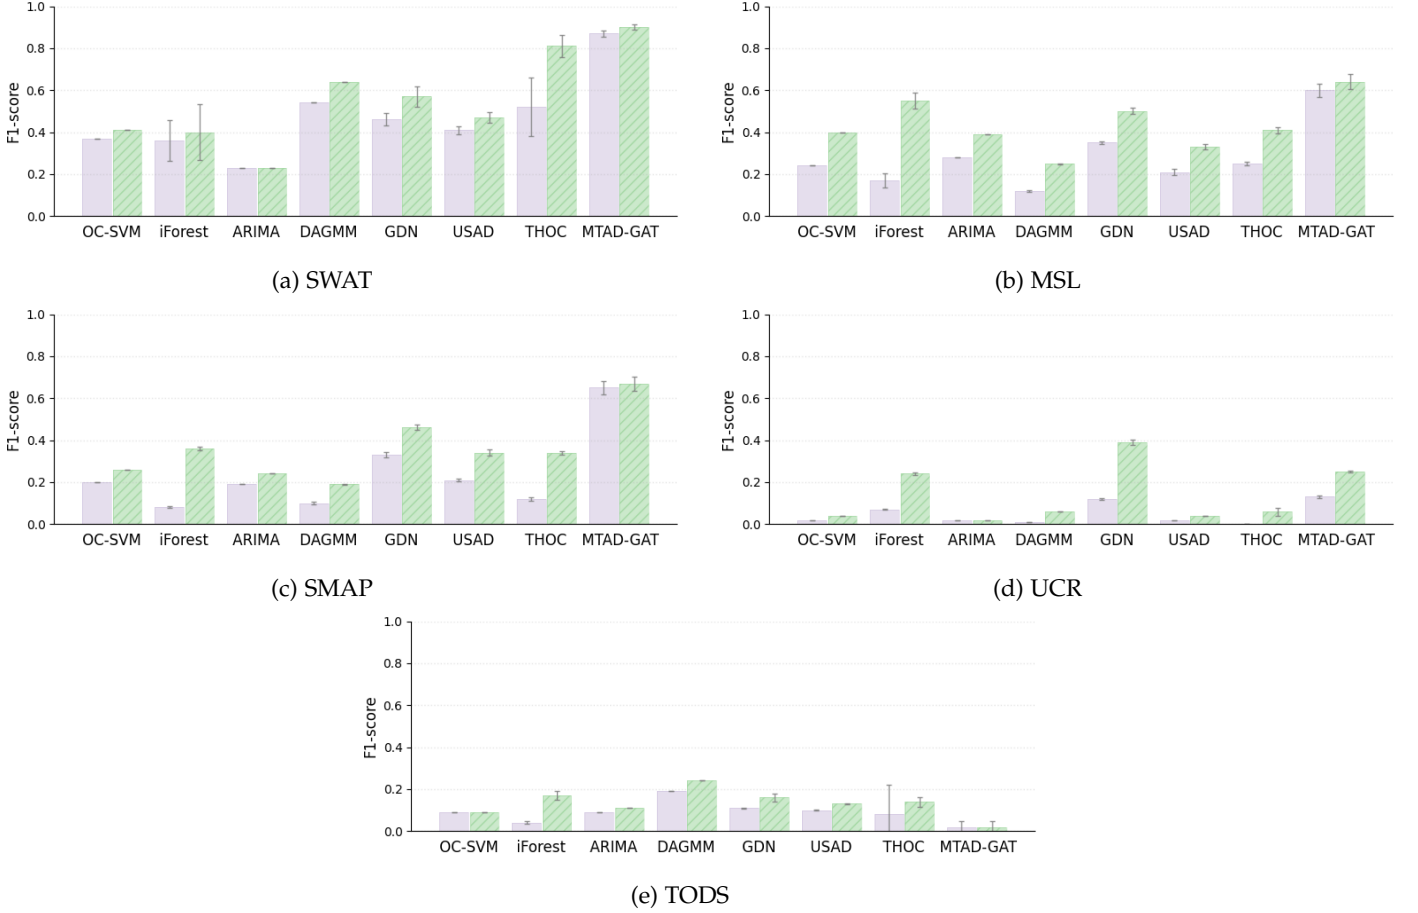 1.0
0.8
0.6
0.4
0.2
0.0
F1-score
OC-SVM iForest ARIMA DAGMM GDN USAD THOC MTAD-GAT
(a) SWAT
1.0
0.8
0.6
0.4
0.2
0.0
F1-score
OC-SVM iForest ARIMA DAGMM GDN USAD THOC MTAD-GAT
(b) MSL
1.0
0.8
0.6
0.4
0.2
0.0
F1-score
OC-SVM iForest ARIMA DAGMM GDN USAD THOC MTAD-GAT
(c) SMAP
1.0
0.8
0.6
0.4
0.2
0.0
F1-score
OC-SVM iForest ARIMA DAGMM GDN USAD THOC MTAD-GAT
(d) UCR
1.0
0.8
0.6
0.4
0.2
0.0
F1-score
OC-SVM iForest ARIMA DAGMM GDN USAD THOC MTAD-GAT
(e) TODS